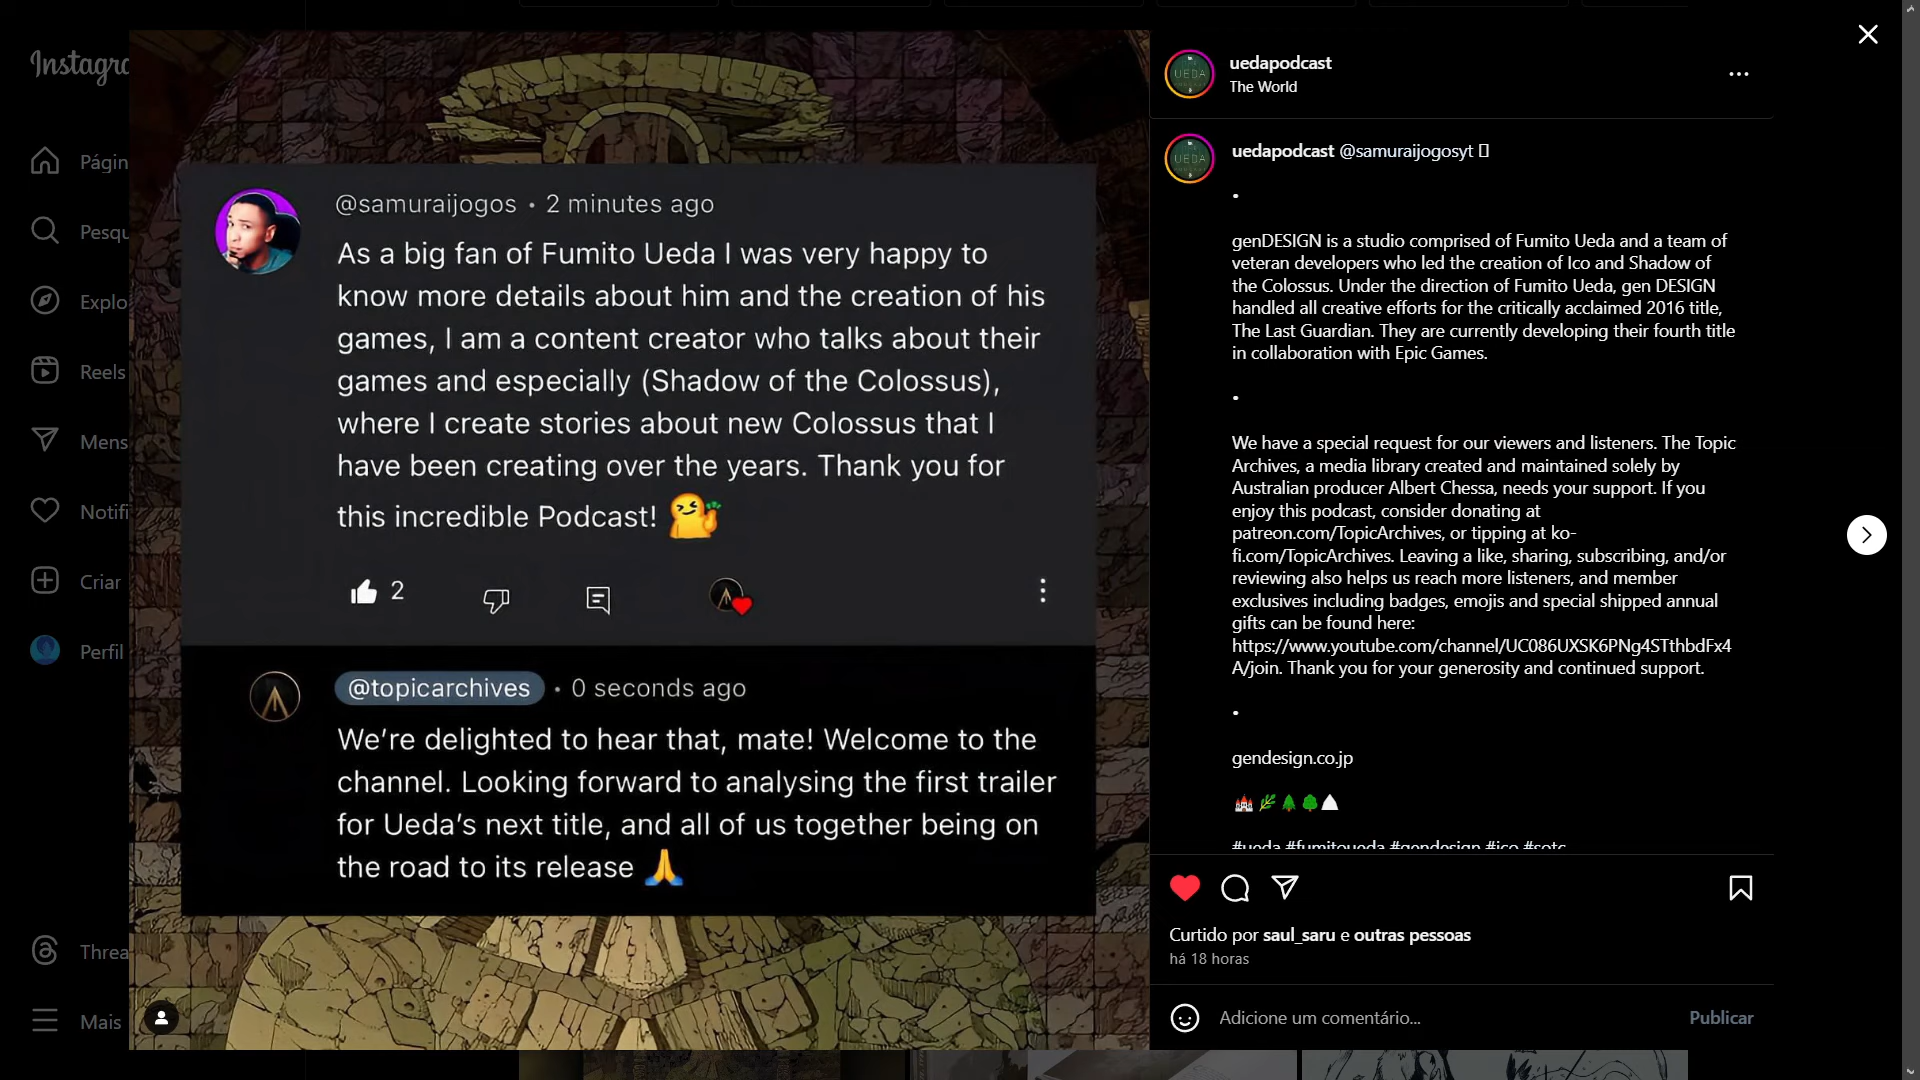 Instagra
Págin
Pesqu
Explo
Reels
Mens
Notifi
Criar
Perfil
Threa
Mais
@samuraijogos • 2 minutes ago
As a big fan of Fumito Ueda I was very happy to
know more details about him and the creation of his
games, I am a content creator who talks about their
games and especially (Shadow of the Colossus),
where I create stories about new Colossus that I
have been creating over the years. Thank you for
this incredible Podcast!
2
@topicarchives • 0 seconds ago
We're delighted to hear that, mate! Welcome to the
channel. Looking forward to analysing the first trailer
for Ueda's next title, and all of us together being on
the road to its release 🙏
UEDA
uedapodcast
The World
UEDA
uedapodcast @samuraijogosyt
•
genDESIGN is a studio comprised of Fumito Ueda and a team of
veteran developers who led the creation of Ico and Shadow of
the Colossus. Under the direction of Fumito Ueda, gen DESIGN
handled all creative efforts for the critically acclaimed 2016 title,
The Last Guardian. They are currently developing their fourth title
in collaboration with Epic Games.
•
We have a special request for our viewers and listeners. The Topic
Archives, a media library created and maintained solely by
Australian producer Albert Chessa, needs your support. If you
enjoy this podcast, consider donating at
patreon.com/TopicArchives, or tipping at ko-
fi.com/TopicArchives. Leaving a like, sharing, subscribing, and/or
reviewing also helps us reach more listeners, and member
exclusives including badges, emojis and special shipped annual
gifts can be found here:
https://www.youtube.com/channel/UC086UXSK6PNg4STthbdFx4
A/join. Thank you for your generosity and continued support.
•
gendesign.co.jp
#ueda #fumitoueda #gendesign #ico #sotc
Curtido por saul_saru e outras pessoas
há 18 horas
Adicione um comentário...
Publicar